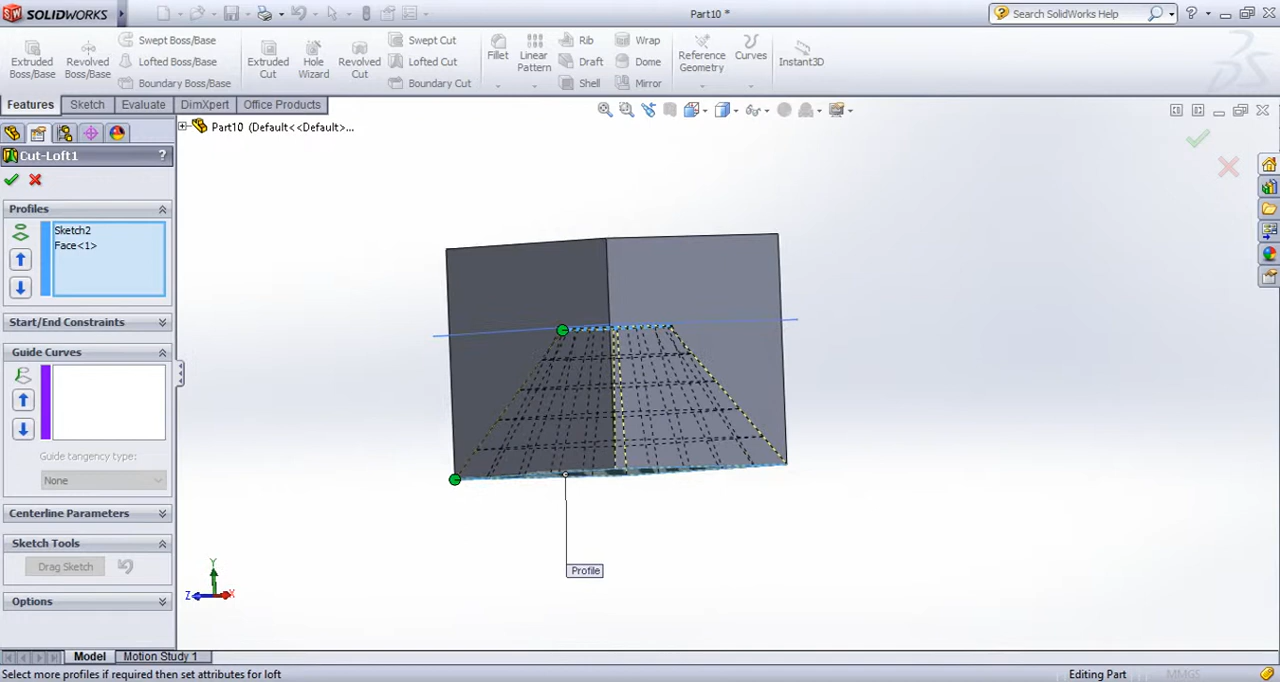 SOLIDWORKS
Part10 *
Search SolidWorks Help
Extruded Boss/Base
Revolved Boss/Base
Swept Boss/Base
Lofted Boss/Base
Boundary Boss/Base
Extruded Cut
Hole Wizard
Revolved Cut
Swept Cut
Lofted Cut
Boundary Cut
Fillet
Linear Pattern
Rib
Draft
Shell
Wrap
Dome
Mirror
Reference Geometry
Curves
Instant3D
Features
Sketch
Evaluate
DimXpert
Office Products
Part10 (Default<<Default>...
Cut-Loft1
?
Profiles
Sketch2
Face<1>
Start/End Constraints
Guide Curves
Guide tangency type:
None
Centerline Parameters
Sketch Tools
Drag Sketch
Options
Profile
Y
Z
X
Model
Motion Study 1
Select more profiles if required then set attributes for loft
Editing Part
MMGS